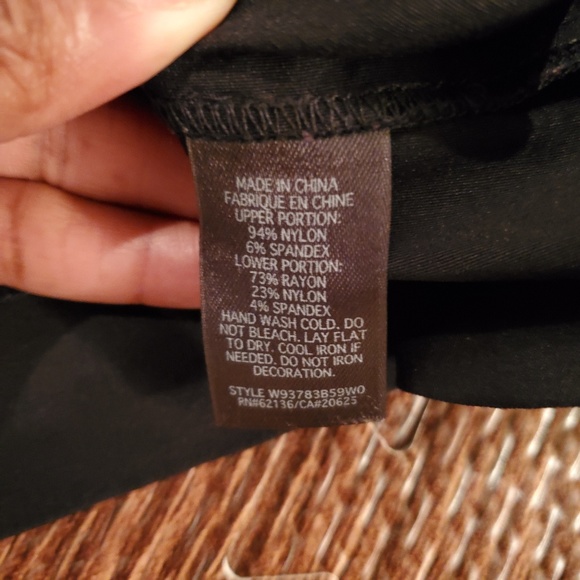 MADE IN CHINA
FABRIQUE EN CHINE
UPPER PORTION:
94% NYLON
6% SPANDEX
LOWER PORTION:
73% RAYON
23% NYLON
4% SPANDEX
HAND WASH COLD. DO
NOT BLEACH. LAY FLAT
TO DRY. COOL IRON IF
NEEDED. DO NOT IRON
DECORATION.
STYLE W93783B59W0
RN#62136/CA#20625